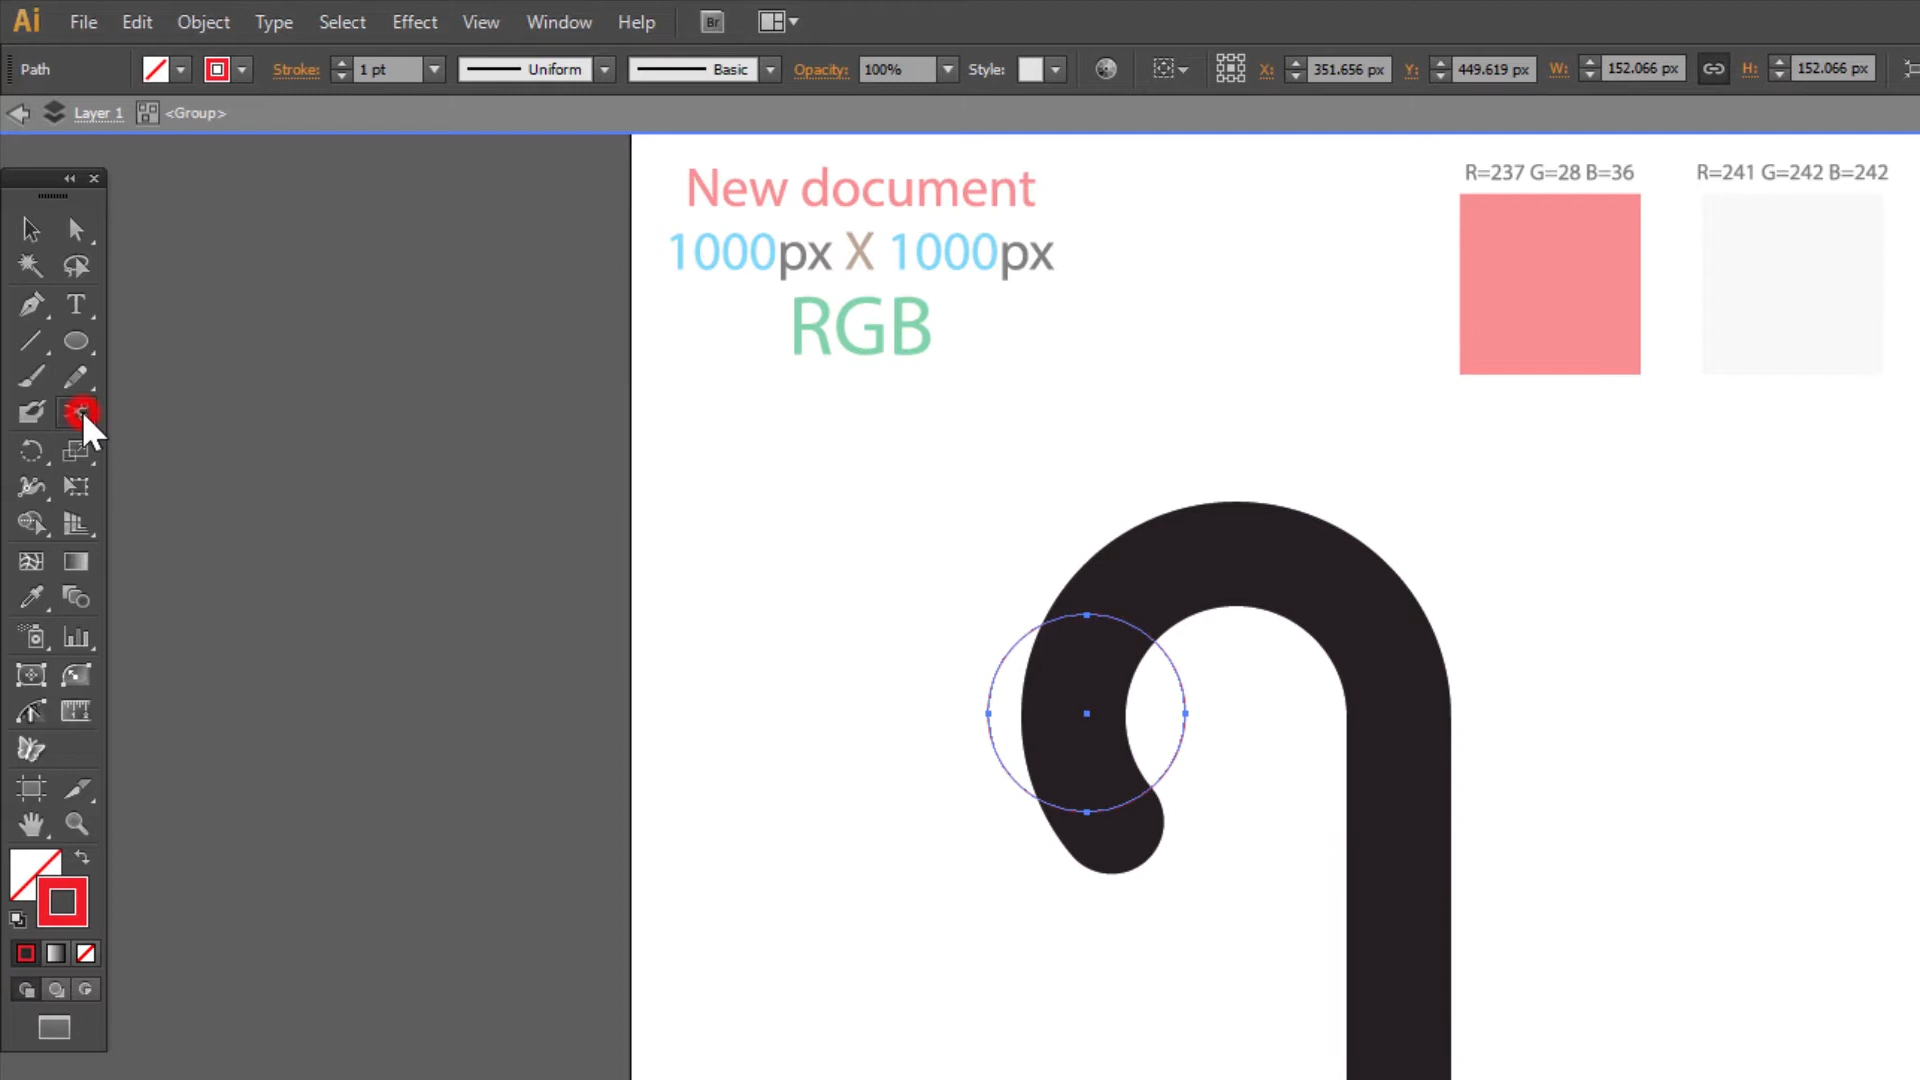 Ai File Edit Object Type Select Effect View Window Help Br
Path Stroke: 1 pt Uniform Basic Opacity: 100% Style: X: 351.656 px Y: 449.619 px W: 152.066 px H: 152.066 px
Layer 1 <Group>
New document
1000px X 1000px
RGB
R=237 G=28 B=36
R=241 G=242 B=242
T